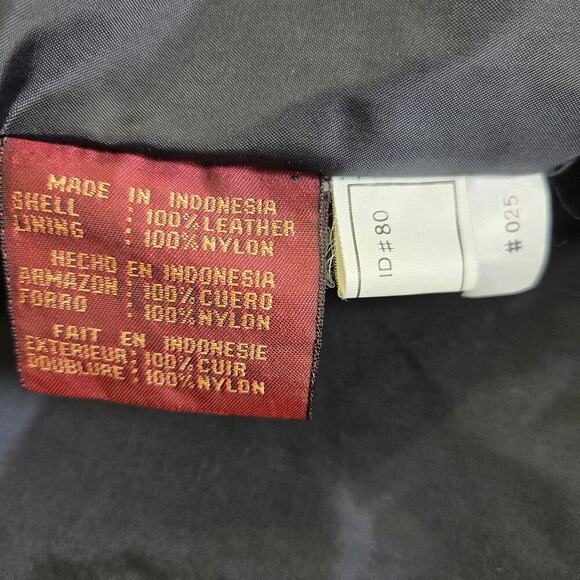 MADE IN INDONESIA
SHELL : 100% LEATHER
LINING : 100% NYLON
HECHO EN INDONESIA
ARMAZON : 100% CUERO
FORRO : 100% NYLON
FAIT EN INDONESIE
EXTERIEUR : 100% CUIR
DOUBLURE : 100% NYLON
ID # 80
# 025